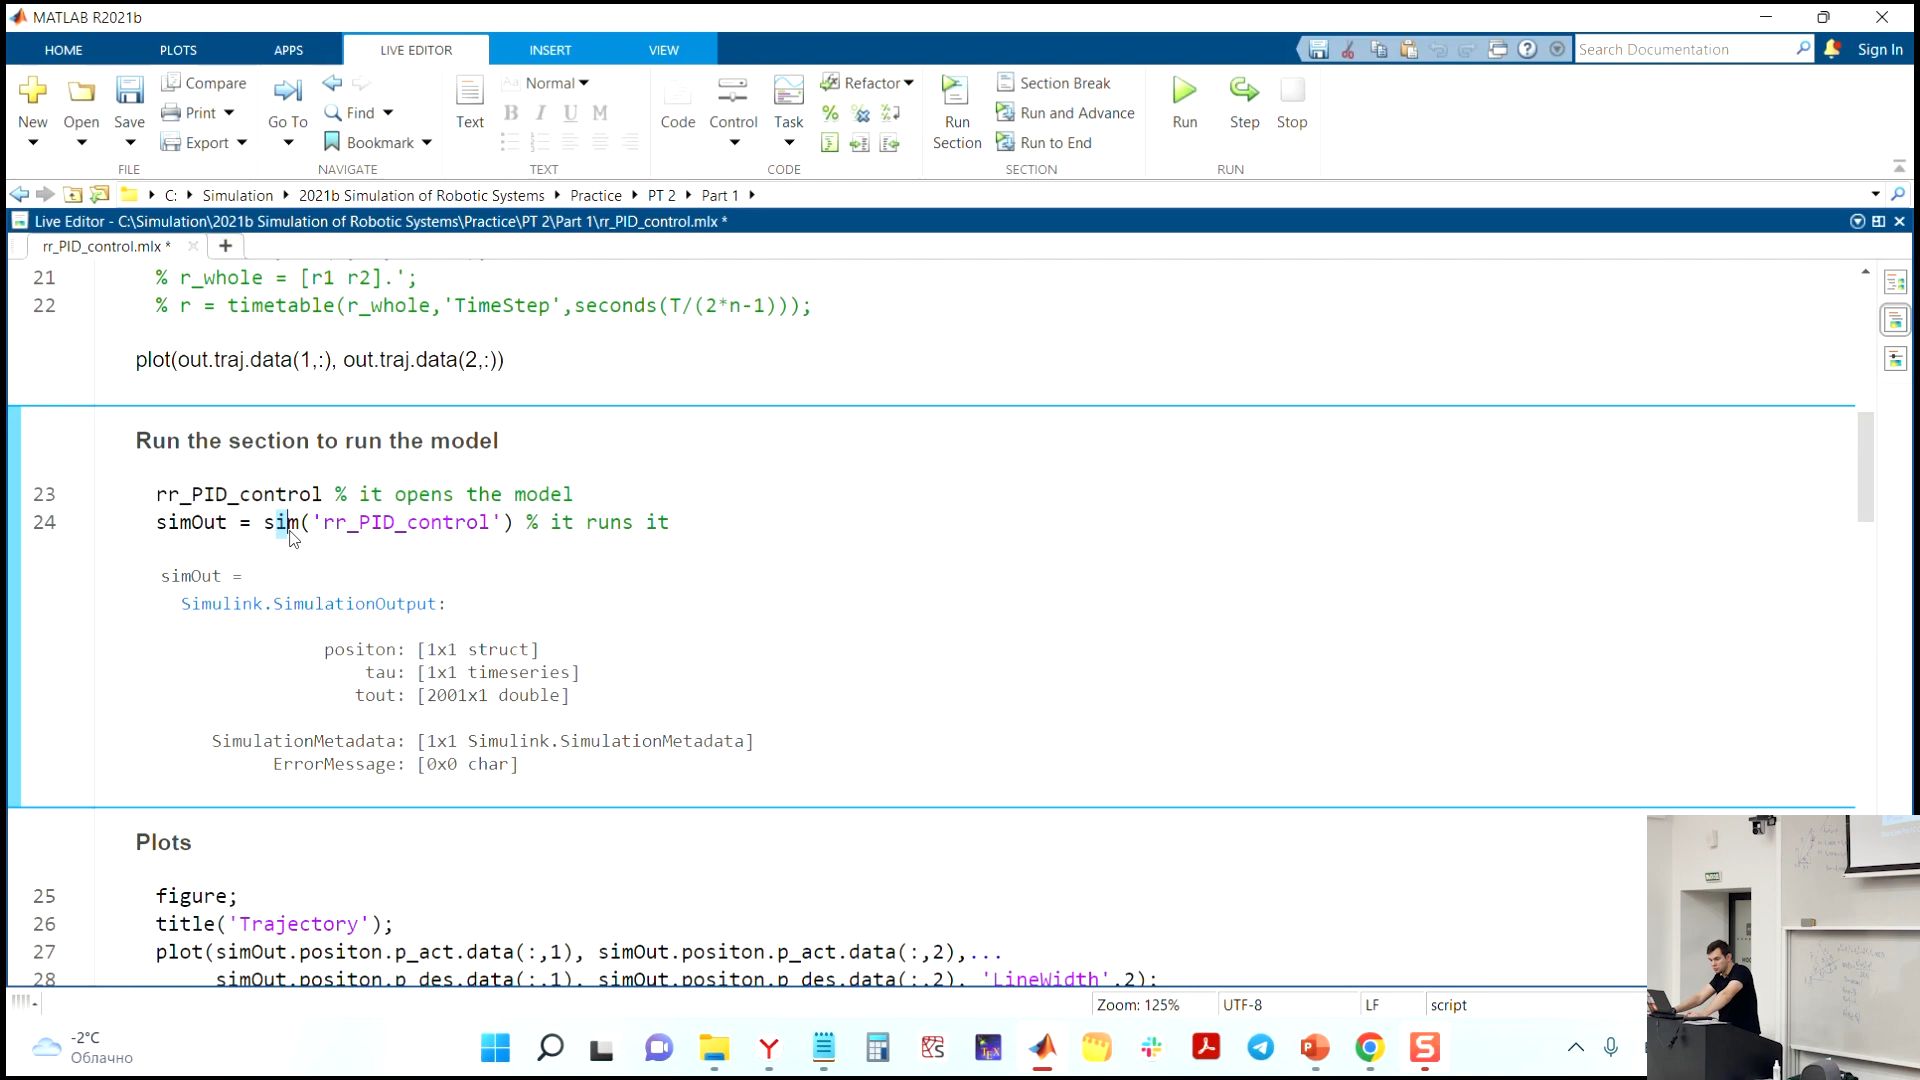 MATLAB R2021b
HOME PLOTS APPS LIVE EDITOR INSERT VIEW
Search Documentation Sign In
New Open Save Compare Print Export
Go To Find Bookmark
Text Normal
B I U M
Code Control Task Refactor
Run Section Section Break Run and Advance Run to End
Run Step Stop
FILE NAVIGATE TEXT CODE SECTION RUN
C: Simulation 2021b Simulation of Robotic Systems Practice PT 2 Part 1
Live Editor - C:\Simulation\2021b Simulation of Robotic Systems\Practice\PT 2\Part 1\rr_PID_control.mlx *
rr_PID_control.mlx *
21 % r_whole = [r1 r2].';
22 % r = timetable(r_whole,'TimeStep',seconds(T/(2*n-1)));
plot(out.traj.data(1,:), out.traj.data(2,:))
Run the section to run the model
23 rr_PID_control % it opens the model
24 simOut = sim('rr_PID_control') % it runs it
simOut =
Simulink.SimulationOutput:
positon: [1x1 struct]
tau: [1x1 timeseries]
tout: [2001x1 double]
SimulationMetadata: [1x1 Simulink.SimulationMetadata]
ErrorMessage: [0x0 char]
Plots
25 figure;
26 title('Trajectory');
27 plot(simOut.positon.p_act.data(:,1), simOut.positon.p_act.data(:,2),...
28 simOut.positon.p_des.data(:,1), simOut.positon.p_des.data(:,2), 'LineWidth',2);
Zoom: 125% UTF-8 LF script
-2°C
Облачно